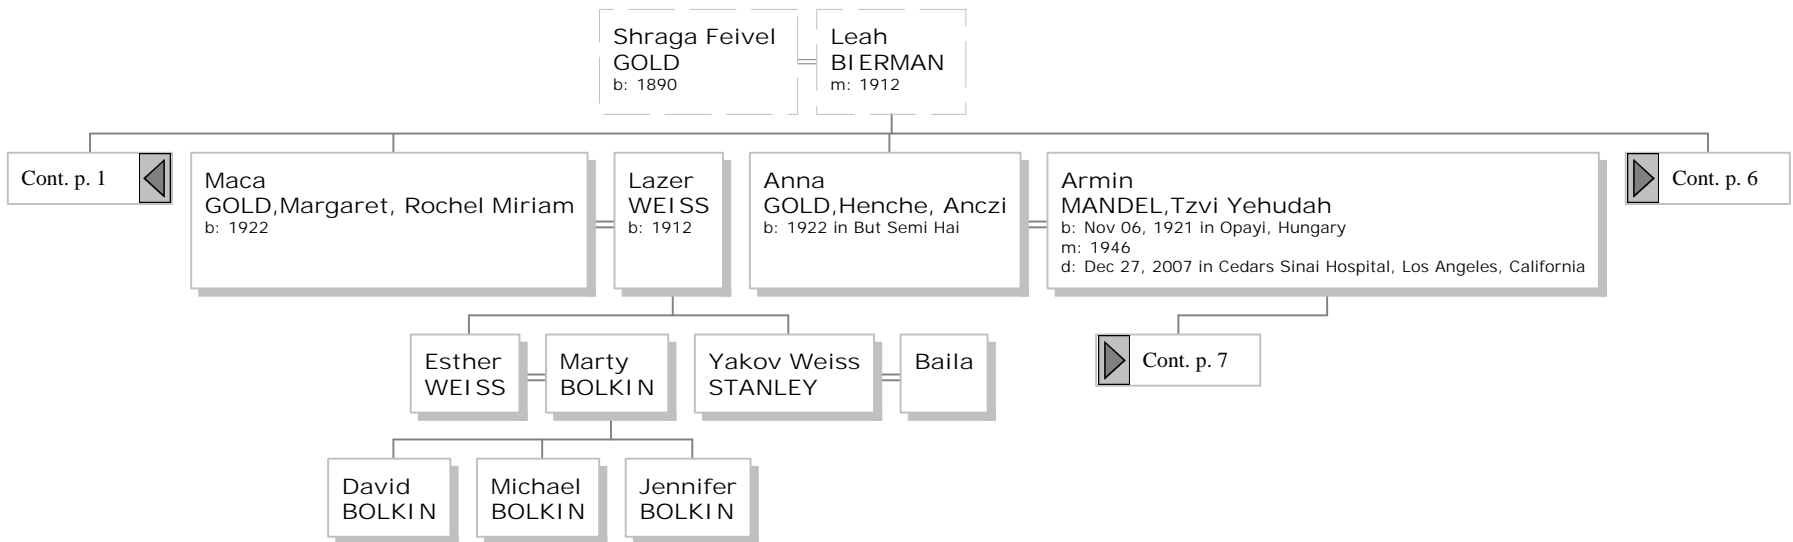 Shraga Feivel
GOLD
b: 1890
Leah
BIERMAN
m: 1912
Cont. p. 1
Maca
GOLD,Margaret, Rochel Miriam
b: 1922
Lazer
WEISS
b: 1912
Anna
GOLD,Henche, Anczi
b: 1922 in But Semi Hai
Armin
MANDEL,Tzvi Yehudah
b: Nov 06, 1921 in Opayi, Hungary
m: 1946
d: Dec 27, 2007 in Cedars Sinai Hospital, Los Angeles, California
Cont. p. 6
Esther
WEISS
Marty
BOLKIN
Yakov Weiss
STANLEY
Baila
Cont. p. 7
David
BOLKIN
Michael
BOLKIN
Jennifer
BOLKIN